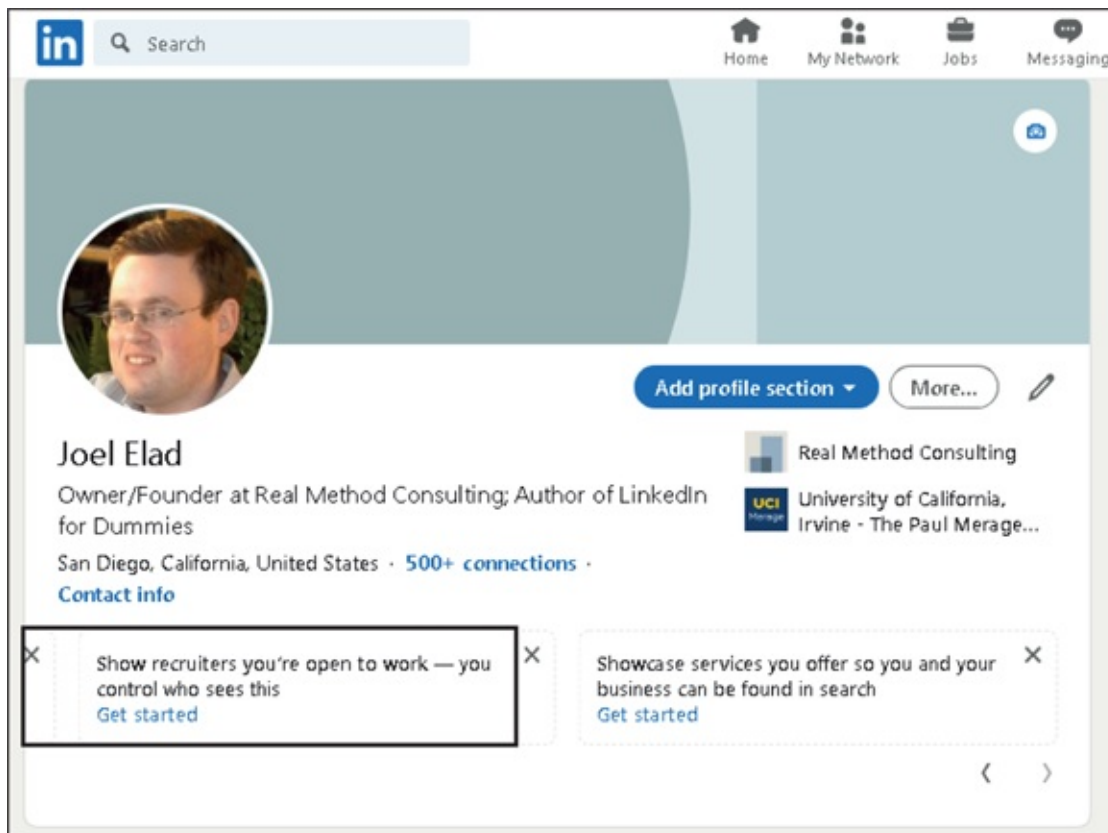 in
Search
Home
My Network
Jobs
Messaging
Add profile section
More...
Joel Elad
Owner/Founder at Real Method Consulting; Author of LinkedIn
for Dummies
San Diego, California, United States · 500+ connections ·
Contact info
Real Method Consulting
UCI
Merage
University of California,
Irvine - The Paul Merage...
Show recruiters you're open to work — you
control who sees this
Get started
Showcase services you offer so you and your
business can be found in search
Get started